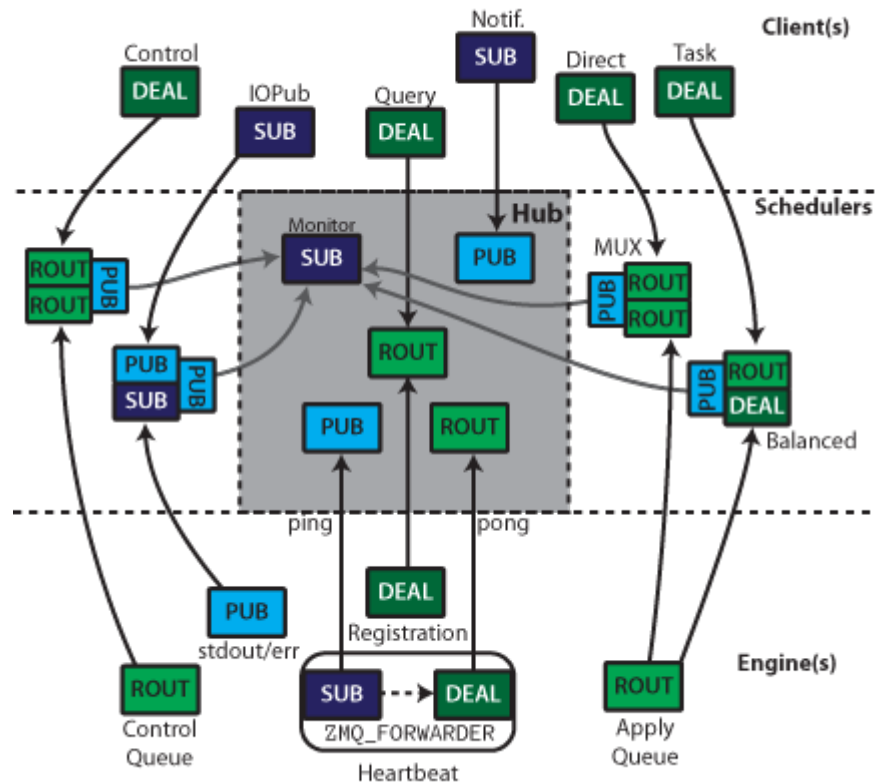 Notif.
Client(s)
Control
SUB
Direct
Task
DEAL
IOPub
Query
DEAL
DEAL
SUB
DEAL
Hub
Schedulers
Monitor
ROUT
PUB
SUB
PUB
MUX
ROUT
PUB
ROUT
ROUT
ROUT
PUB
PUB
SUB
ROUT
PUB
ROUT
DEAL
PUB
ROUT
Balanced
ping
pong
DEAL
PUB
Registration
stdout/err
Engine(s)
ROUT
SUB
DEAL
ROUT
ZMQ_FORWARDER
Control
Queue
Apply
Queue
Heartbeat